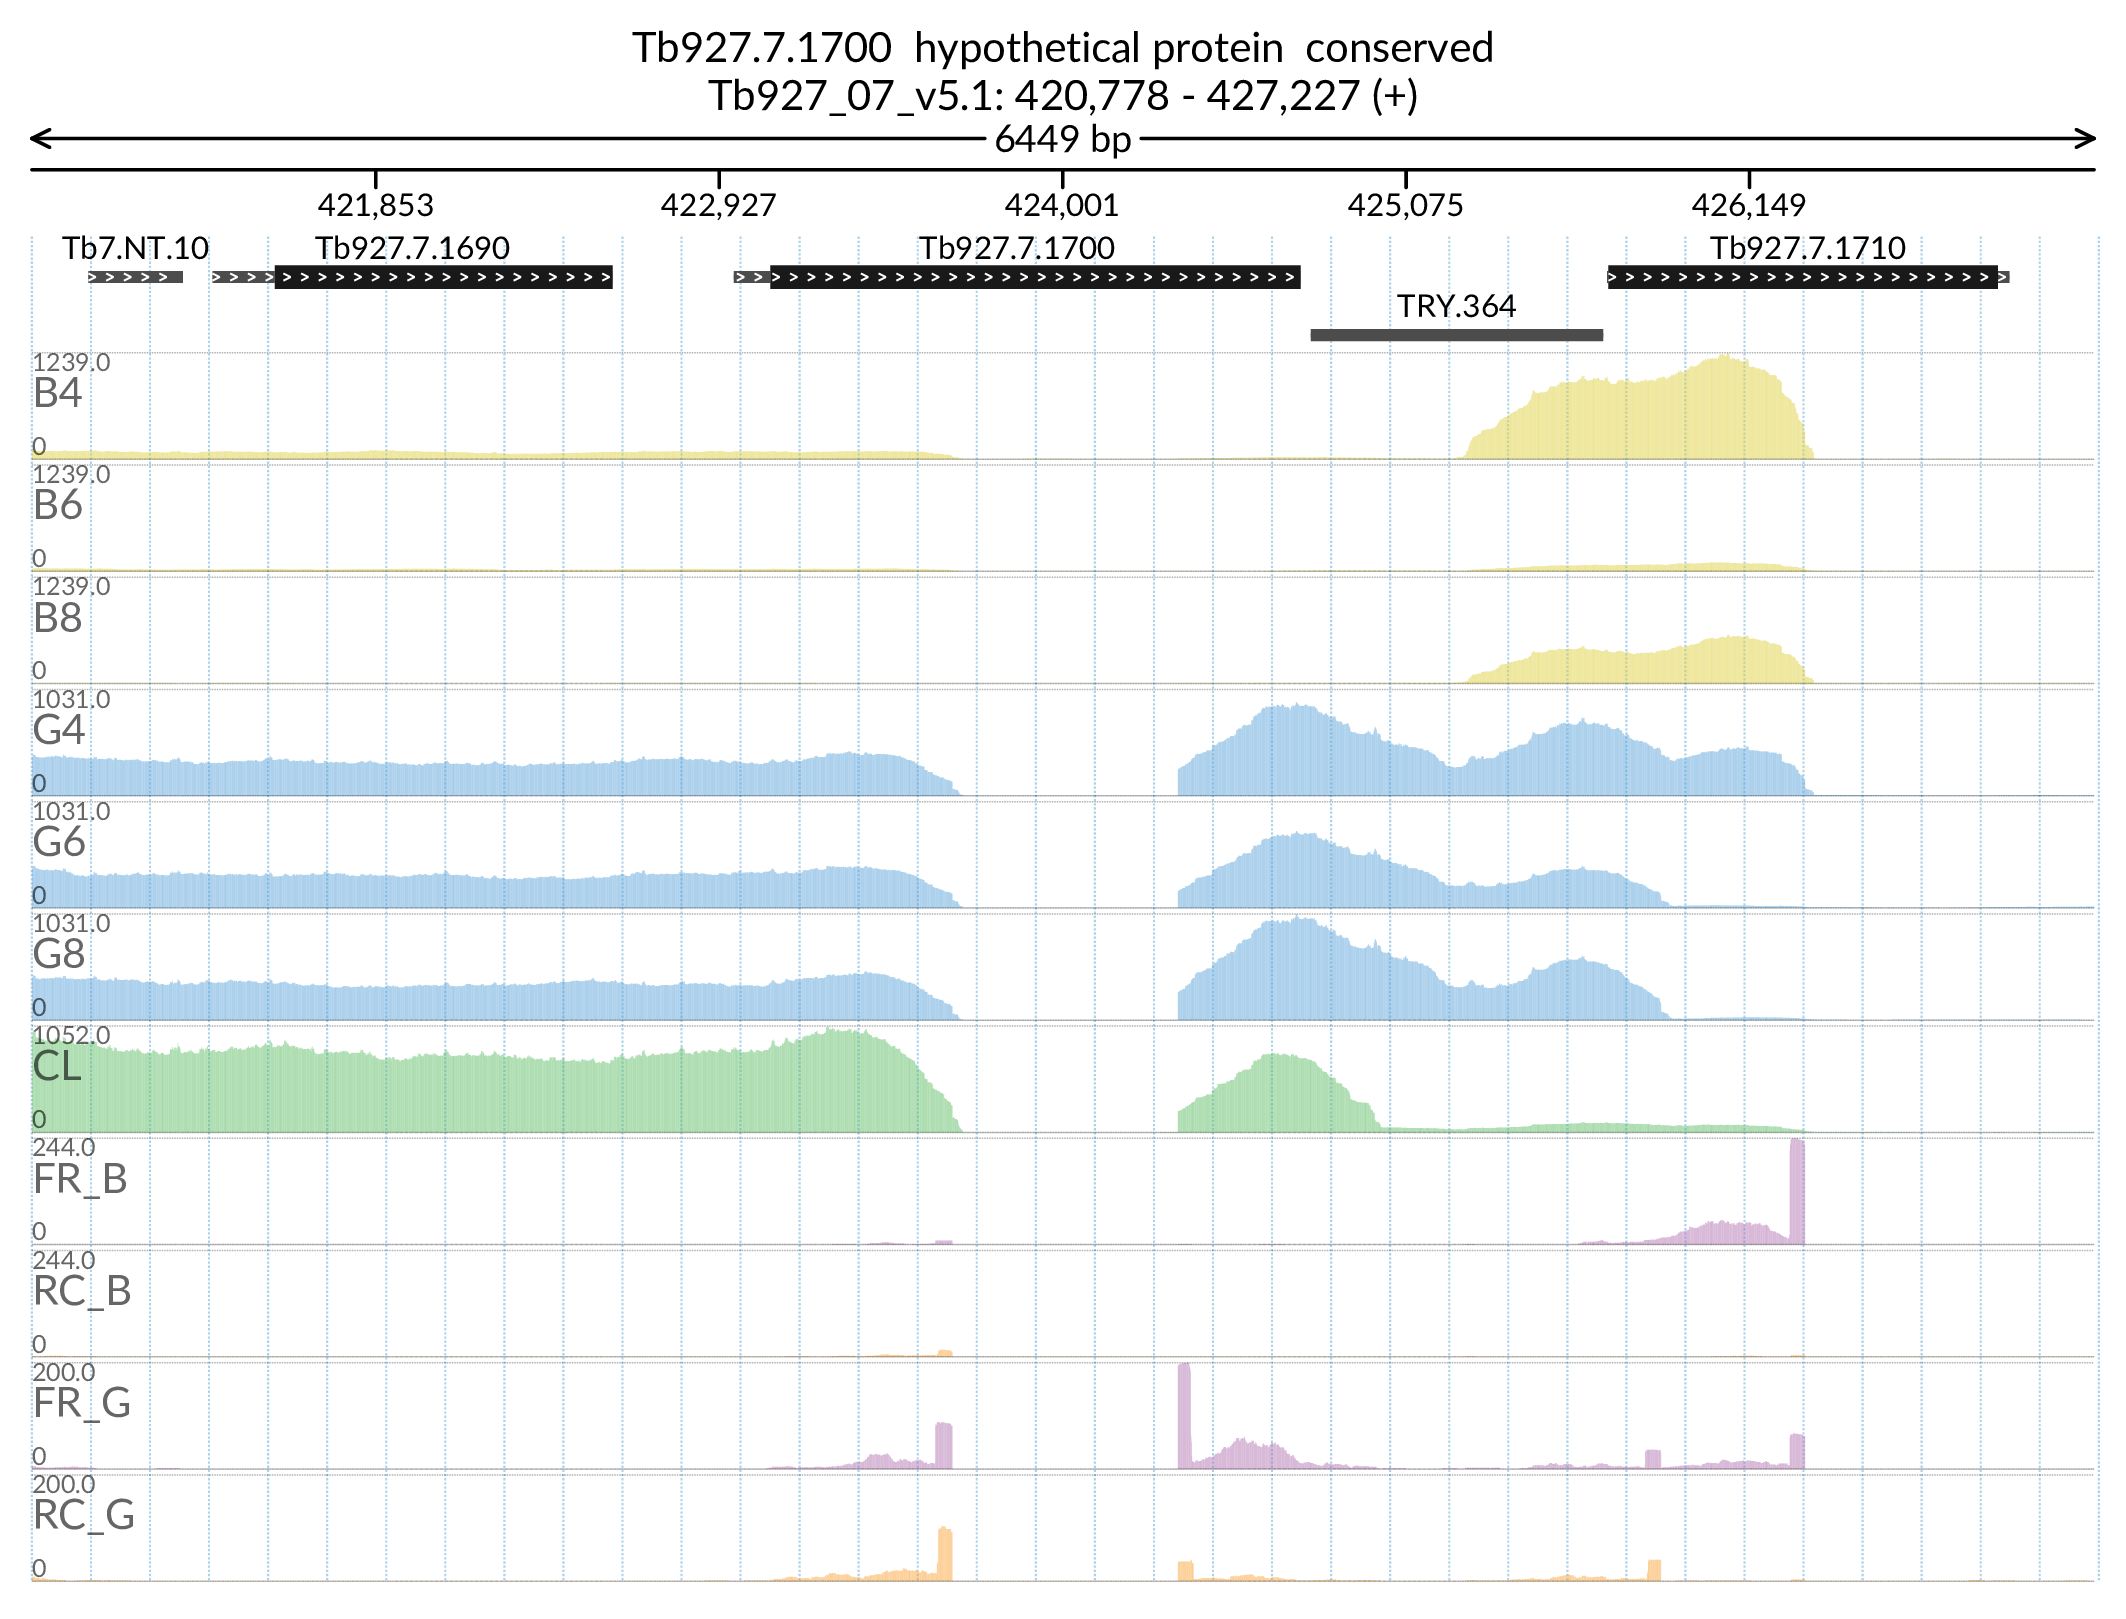 Tb927.7.1700 hypothetical protein conserved
Tb927_07_v5.1: 420,778 - 427,227 (+)
6449 bp
421,853 422,927 424,001 425,075 426,149
Tb7.NT.10 Tb927.7.1690 Tb927.7.1700 Tb927.7.1710
TRY.364
1239.0
B4
0
1239.0
B6
0
1239.0
B8
0
1031.0
G4
0
1031.0
G6
0
1031.0
G8
0
1052.0
CL
0
244.0
FR_B
0
244.0
RC_B
0
200.0
FR_G
0
200.0
RC_G
0